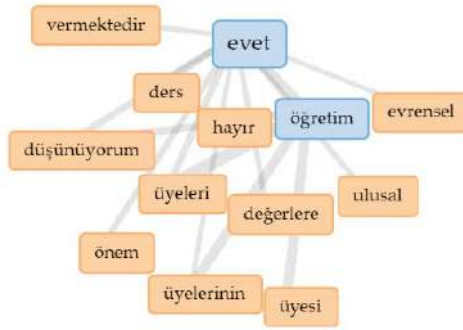 vermektedir
evet
ders
öğretim
evrensel
hayır
düşünüyorum
üyeleri
değerlere
ulusal
önem
üyelerinin
üyesi